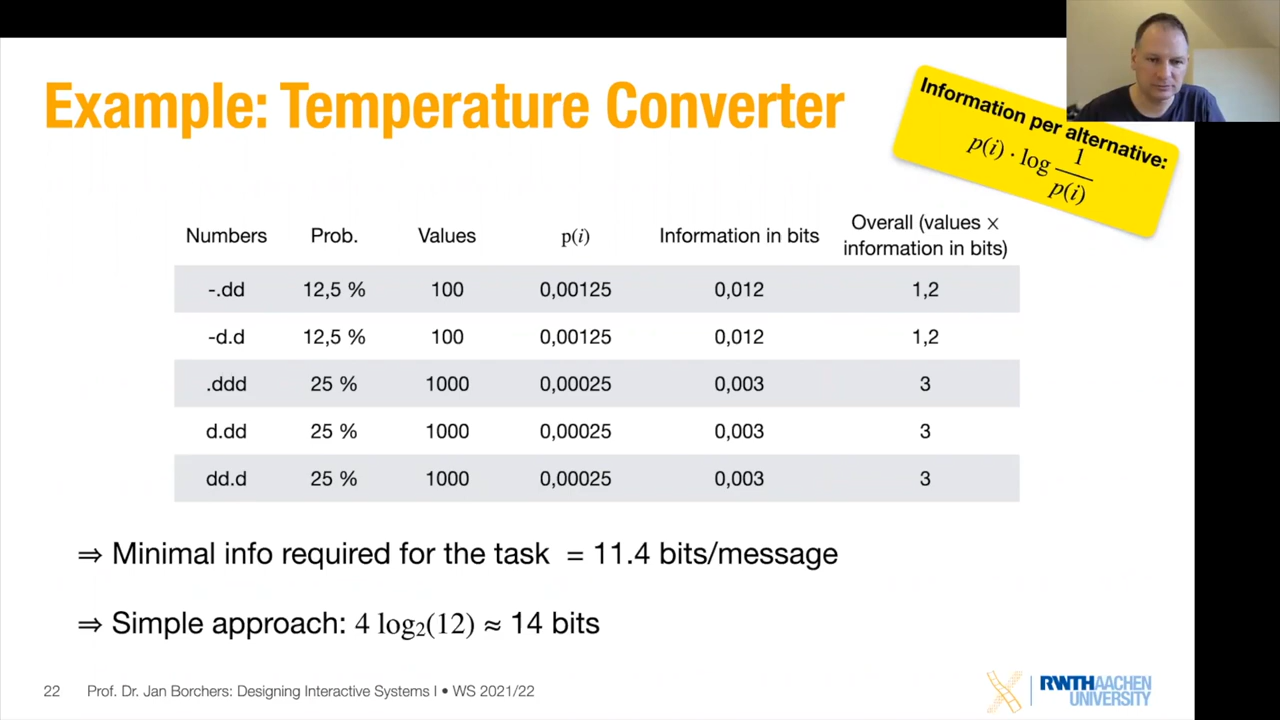 Example: Temperature Converter
Information per alternative:
p(i) · log 1/p(i)
Numbers Prob. Values p(i) Information in bits Overall (values × information in bits)
-.dd 12,5 % 100 0,00125 0,012 1,2
-d.d 12,5 % 100 0,00125 0,012 1,2
.ddd 25 % 1000 0,00025 0,003 3
d.dd 25 % 1000 0,00025 0,003 3
dd.d 25 % 1000 0,00025 0,003 3
⇒ Minimal info required for the task = 11.4 bits/message
⇒ Simple approach: 4 log₂(12) ≈ 14 bits
22 Prof. Dr. Jan Borchers: Designing Interactive Systems I • WS 2021/22
RWTHAACHEN
UNIVERSITY